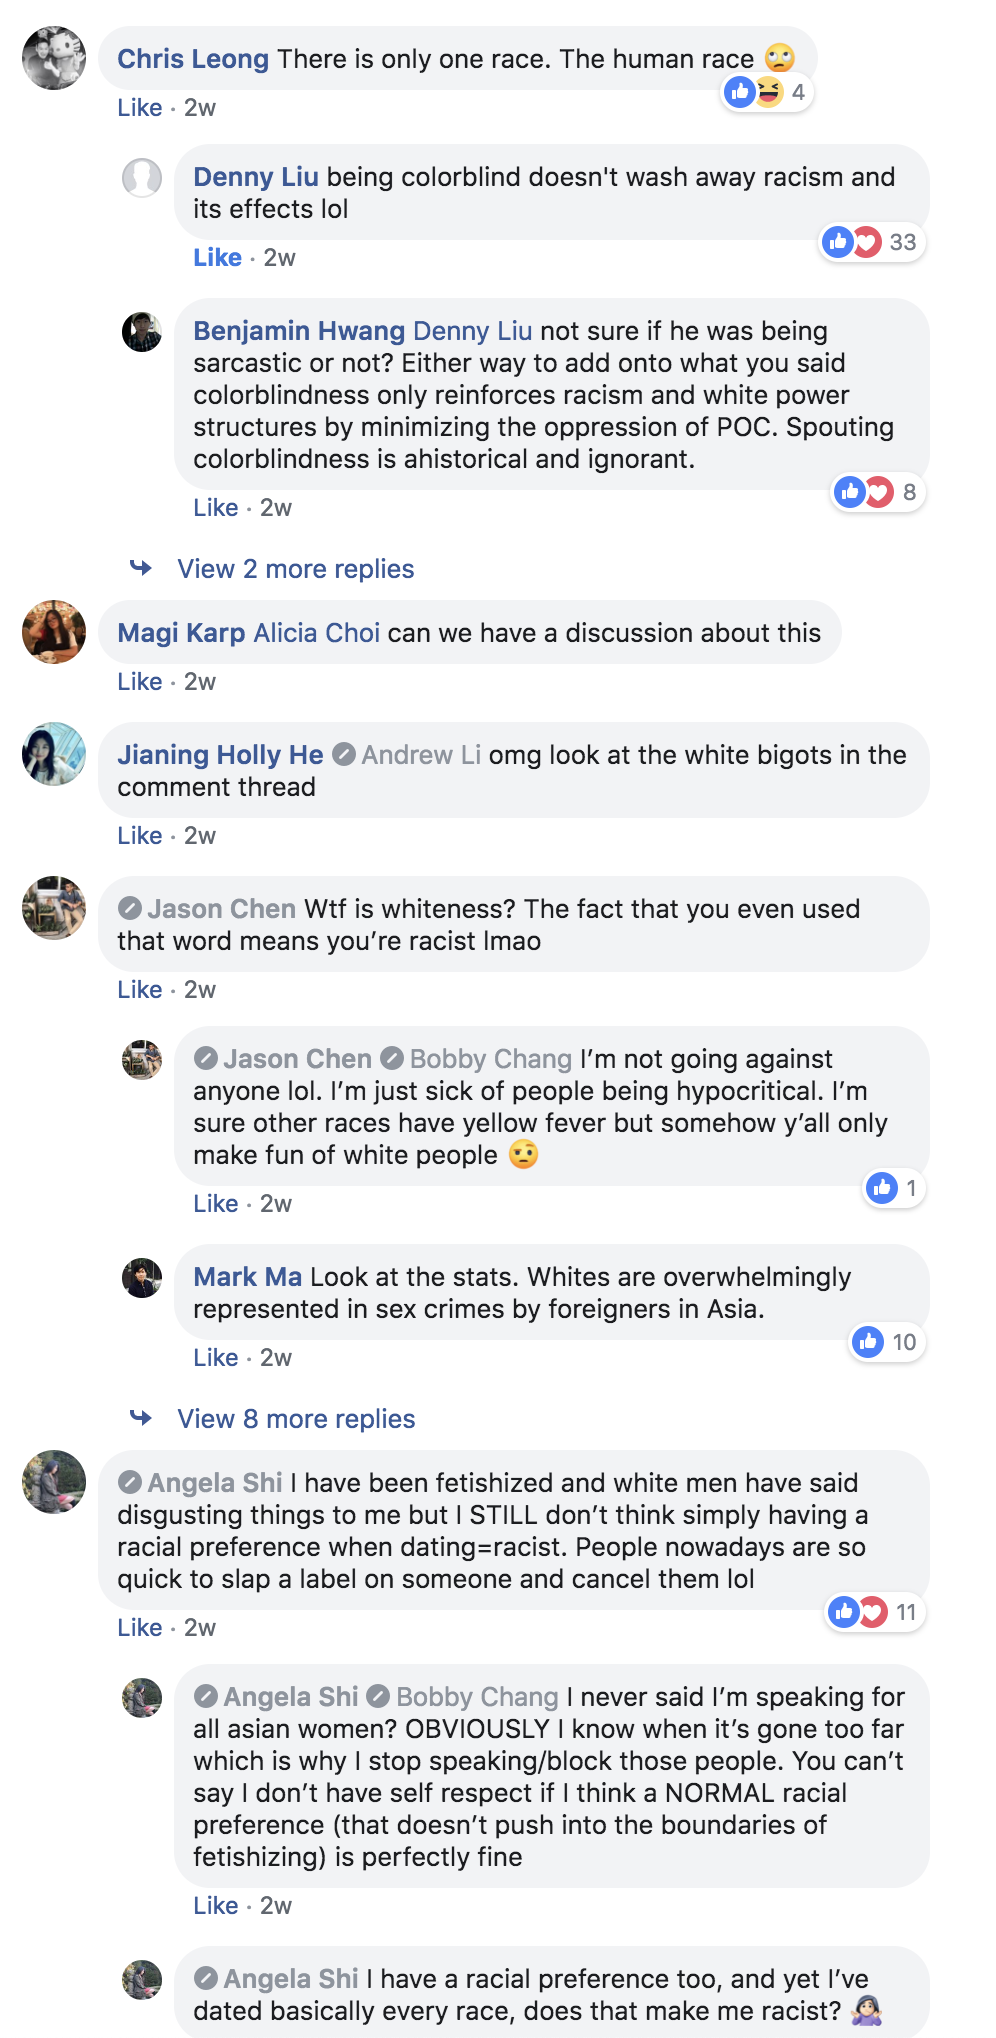 Chris Leong There is only one race. The human race 🙄
4
Like · 2w
Denny Liu being colorblind doesn't wash away racism and
its effects lol
33
Like · 2w
Benjamin Hwang Denny Liu not sure if he was being
sarcastic or not? Either way to add onto what you said
colorblindness only reinforces racism and white power
structures by minimizing the oppression of POC. Spouting
colorblindness is ahistorical and ignorant.
8
Like · 2w
View 2 more replies
Magi Karp Alicia Choi can we have a discussion about this
Like · 2w
Jianing Holly He Andrew Li omg look at the white bigots in the
comment thread
Like · 2w
Jason Chen Wtf is whiteness? The fact that you even used
that word means you’re racist lmao
Like · 2w
Jason Chen Bobby Chang I’m not going against
anyone lol. I’m just sick of people being hypocritical. I’m
sure other races have yellow fever but somehow y’all only
make fun of white people 🤨
1
Like · 2w
Mark Ma Look at the stats. Whites are overwhelmingly
represented in sex crimes by foreigners in Asia.
10
Like · 2w
View 8 more replies
Angela Shi I have been fetishized and white men have said
disgusting things to me but I STILL don’t think simply having a
racial preference when dating=racist. People nowadays are so
quick to slap a label on someone and cancel them lol
11
Like · 2w
Angela Shi Bobby Chang I never said I’m speaking for
all asian women? OBVIOUSLY I know when it’s gone too far
which is why I stop speaking/block those people. You can’t
say I don’t have self respect if I think a NORMAL racial
preference (that doesn’t push into the boundaries of
fetishizing) is perfectly fine
Like · 2w
Angela Shi I have a racial preference too, and yet I’ve
dated basically every race, does that make me racist? 🤷🏻‍♀️